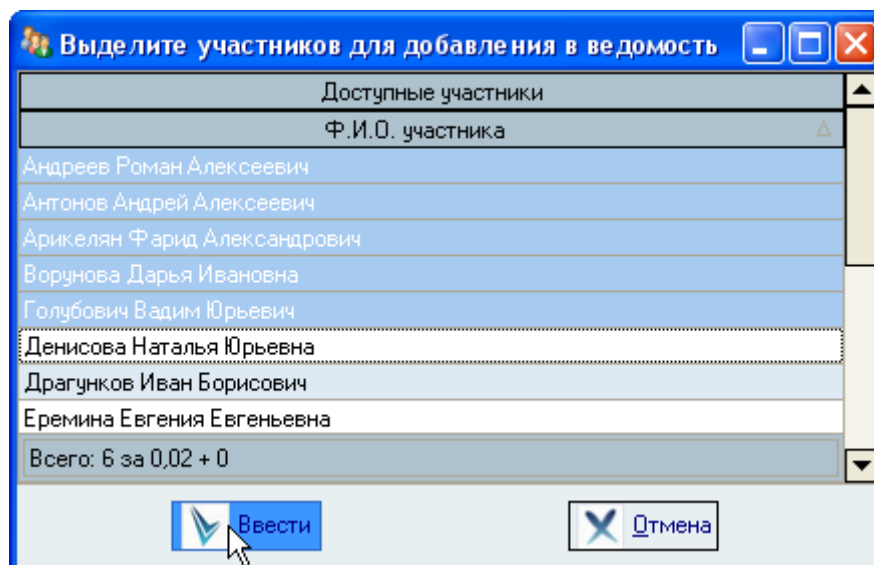 Выделите участников для добавления в ведомость
Доступные участники
Ф.И.О. участника
Андреев Роман Алексеевич
Антонов Андрей Алексеевич
Арикелян Фарид Александрович
Ворунова Дарья Ивановна
Голубович Вадим Юрьевич
Денисова Наталья Юрьевна
Драгунков Иван Борисович
Еремина Евгения Евгеньевна
Всего: 6 за 0,02 + 0
Ввести
Отмена